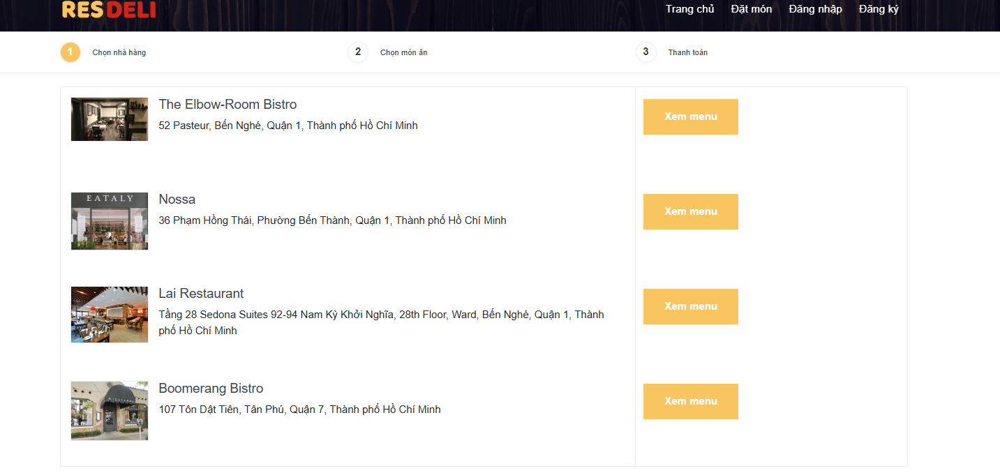 RES DELI
Trang chủ Đặt món Đăng nhập Đăng ký
1 Chọn nhà hàng 2 Chọn món ăn 3 Thanh toán
The Elbow-Room Bistro
52 Pasteur, Bến Nghé, Quận 1, Thành phố Hồ Chí Minh
Xem menu
EATALY
Nossa
36 Phạm Hồng Thái, Phường Bến Thành, Quận 1, Thành phố Hồ Chí Minh
Xem menu
Lai Restaurant
Tầng 28 Sedona Suites 92-94 Nam Kỳ Khởi Nghĩa, 28th Floor, Ward, Bến Nghé, Quận 1, Thành
phố Hồ Chí Minh
Xem menu
Boomerang Bistro
107 Tôn Dật Tiên, Tân Phú, Quận 7, Thành phố Hồ Chí Minh
Xem menu